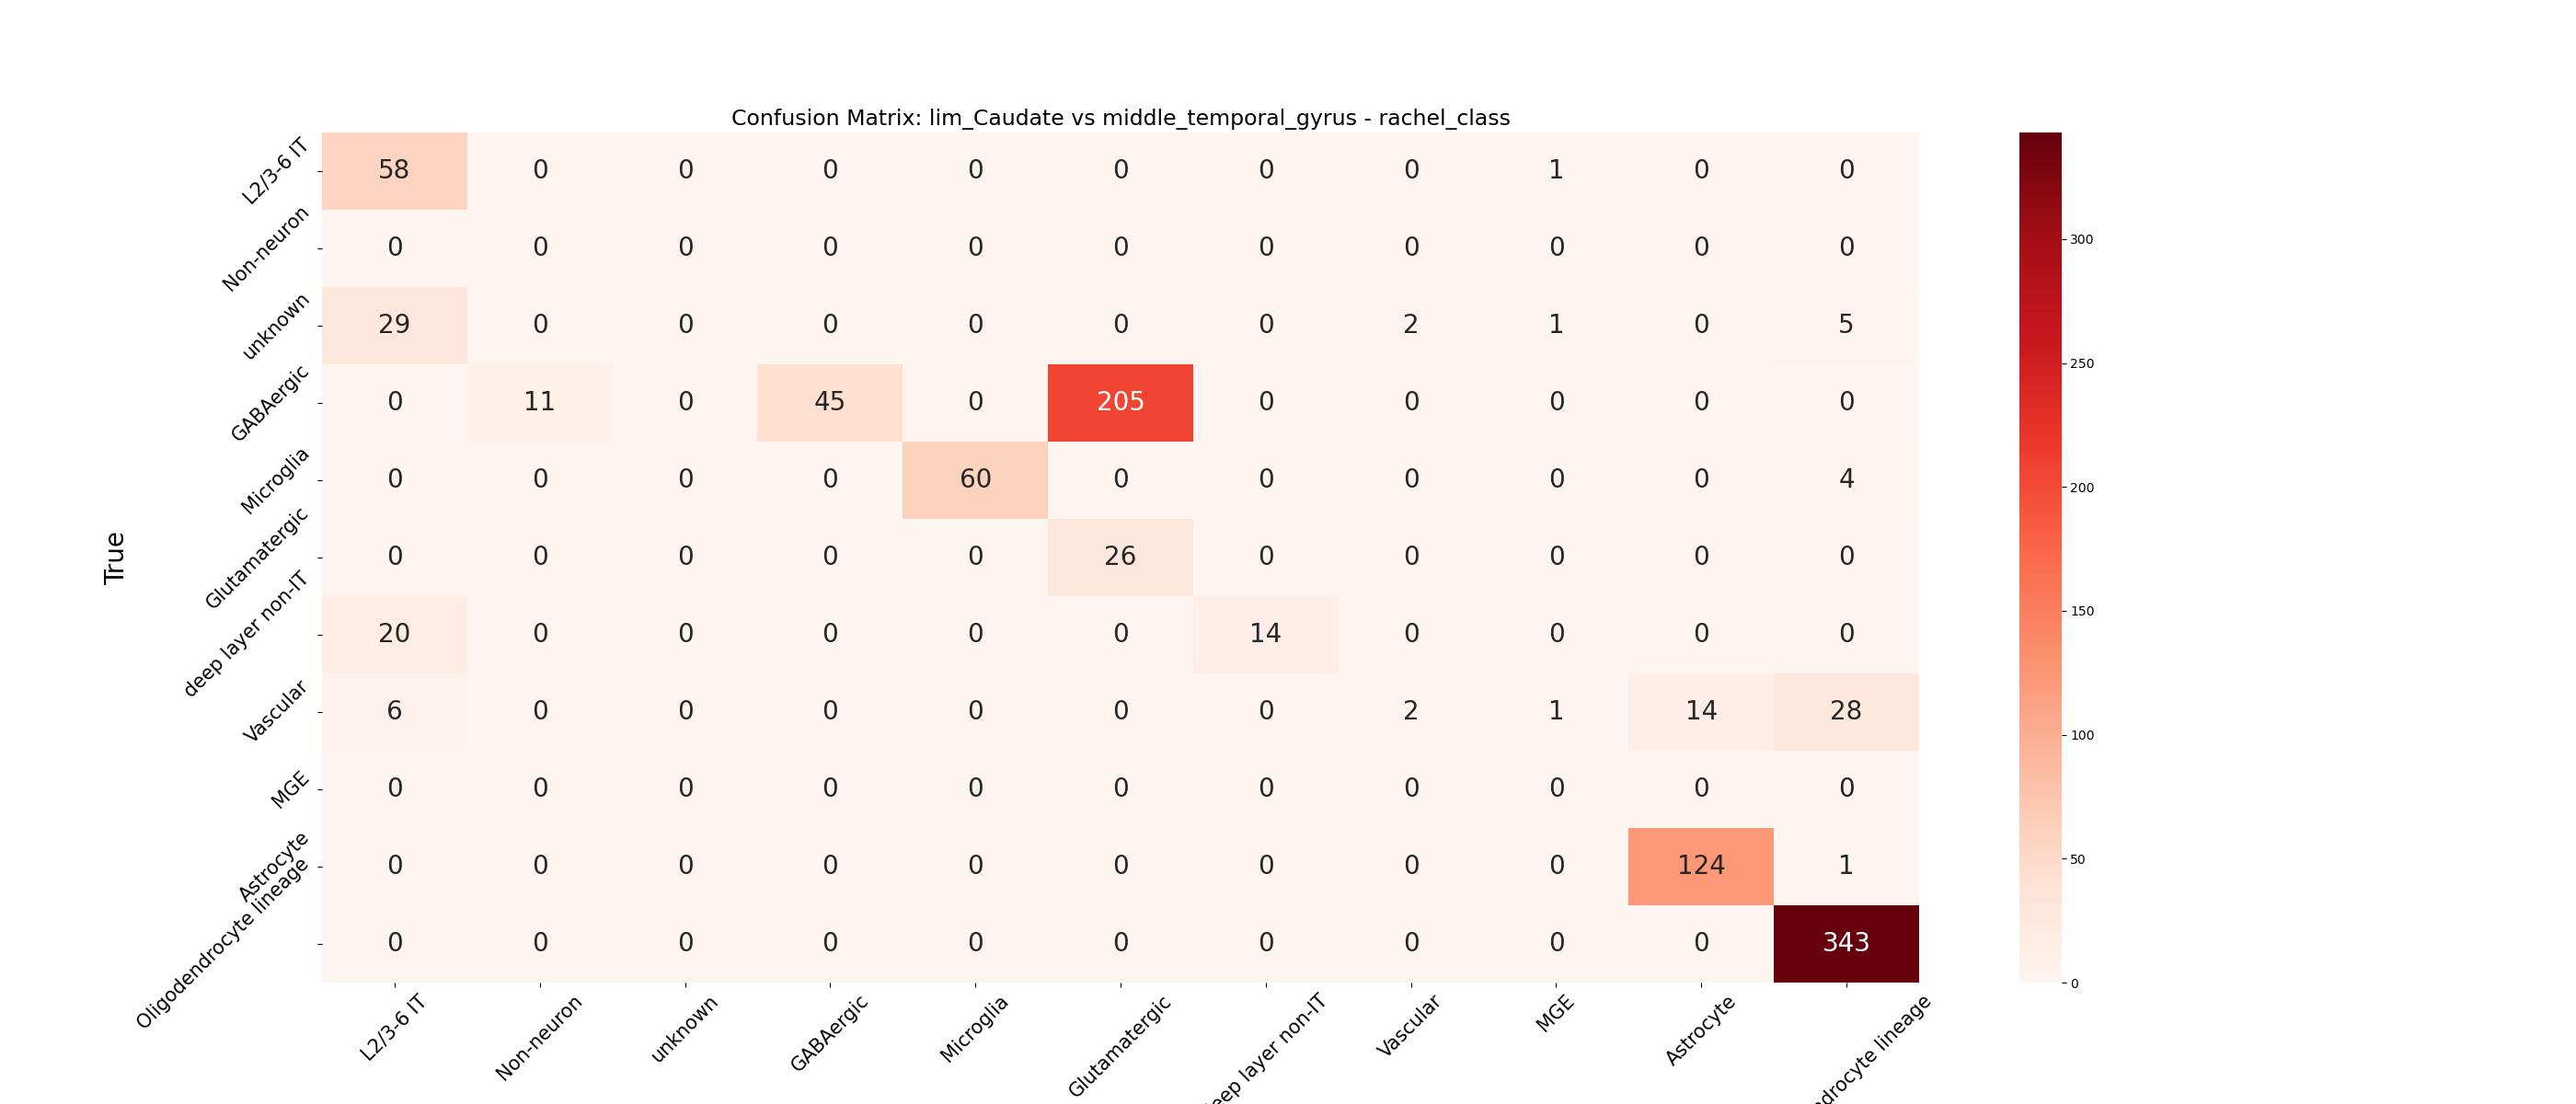 Confusion Matrix: lim_Caudate vs middle_temporal_gyrus - rachel_class
True
L2/3-6 IT 58 0 0 0 0 0 0 0 1 0 0
Non-neuron 0 0 0 0 0 0 0 0 0 0 0
unknown 29 0 0 0 0 0 0 2 1 0 5
GABAergic 0 11 0 45 0 205 0 0 0 0 0
Microglia 0 0 0 0 60 0 0 0 0 0 4
Glutamatergic 0 0 0 0 0 26 0 0 0 0 0
deep layer non-IT 20 0 0 0 0 0 14 0 0 0 0
Vascular 6 0 0 0 0 0 0 2 1 14 28
MGE 0 0 0 0 0 0 0 0 0 0 0
Astrocyte 0 0 0 0 0 0 0 0 0 124 1
Oligodendrocyte lineage 0 0 0 0 0 0 0 0 0 0 343
L2/3-6 IT
Non-neuron
unknown
GABAergic
Microglia
Glutamatergic
layer non-IT
Vascular
MGE
Astrocyte
lineage
300
250
200
150
100
50
0